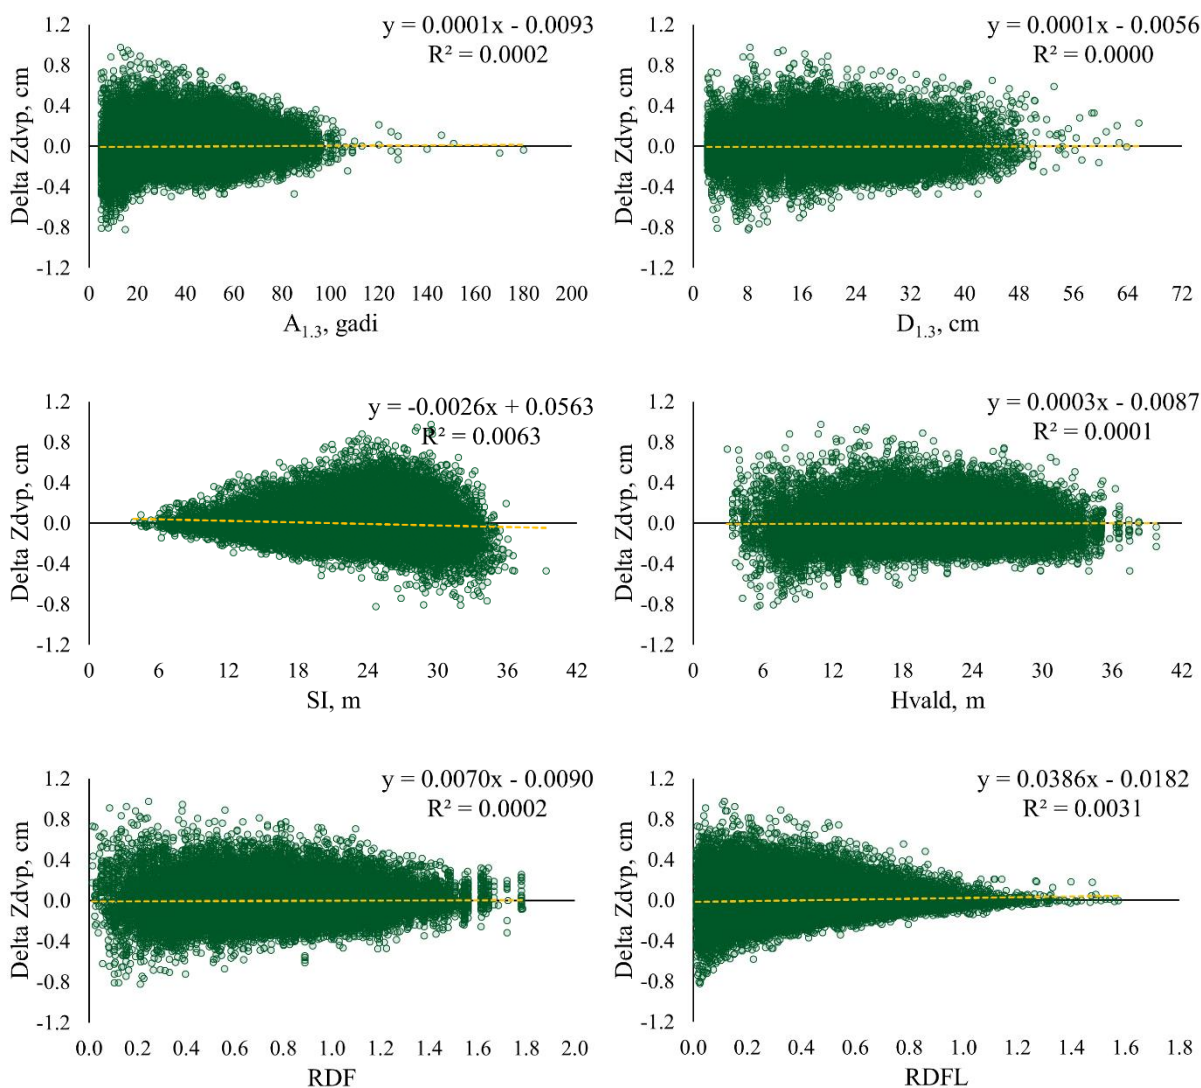 y = 0.0001x - 0.0093
R² = 0.0002
Delta Zdvp, cm
1.2
0.8
0.4
0.0
-0.4
-0.8
-1.2
0 20 40 60 80 100 120 140 160 180 200
A1.3, gadi
y = 0.0001x - 0.0056
R² = 0.0000
Delta Zdvp, cm
1.2
0.8
0.4
0.0
-0.4
-0.8
-1.2
0 8 16 24 32 40 48 56 64 72
D1.3, cm
y = -0.0026x + 0.0563
R² = 0.0063
Delta Zdvp, cm
1.2
0.8
0.4
0.0
-0.4
-0.8
-1.2
0 6 12 18 24 30 36 42
SI, m
y = 0.0003x - 0.0087
R² = 0.0001
Delta Zdvp, cm
1.2
0.8
0.4
0.0
-0.4
-0.8
-1.2
0 6 12 18 24 30 36 42
Hvald, m
y = 0.0070x - 0.0090
R² = 0.0002
Delta Zdvp, cm
1.2
0.8
0.4
0.0
-0.4
-0.8
-1.2
0.0 0.2 0.4 0.6 0.8 1.0 1.2 1.4 1.6 1.8 2.0
RDF
y = 0.0386x - 0.0182
R² = 0.0031
Delta Zdvp, cm
1.2
0.8
0.4
0.0
-0.4
-0.8
-1.2
0.0 0.2 0.4 0.6 0.8 1.0 1.2 1.4 1.6 1.8
RDFL